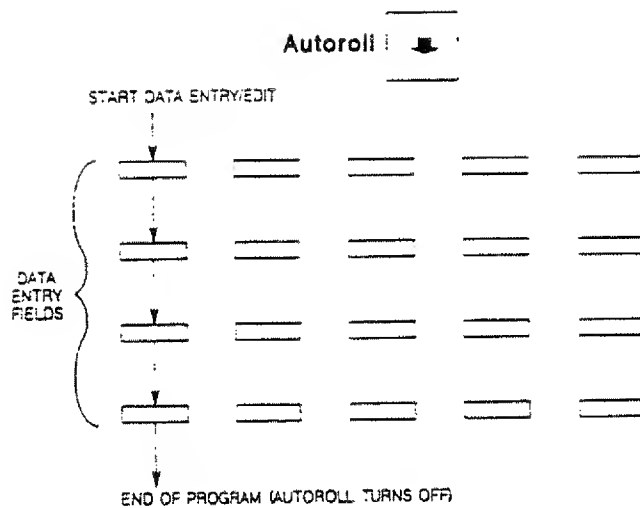 Autoroll
START DATA ENTRY/EDIT
DATA
ENTRY
FIELDS
END OF PROGRAM (AUTOROLL TURNS OFF)